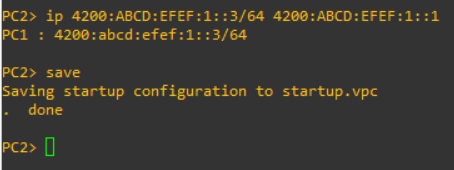 PC2> ip 4200:ABCD:EFEF:1::3/64 4200:ABCD:EFEF:1::1
PC1 : 4200:abcd:efef:1::3/64
PC2> save
Saving startup configuration to startup.vpc
.  done
PC2>